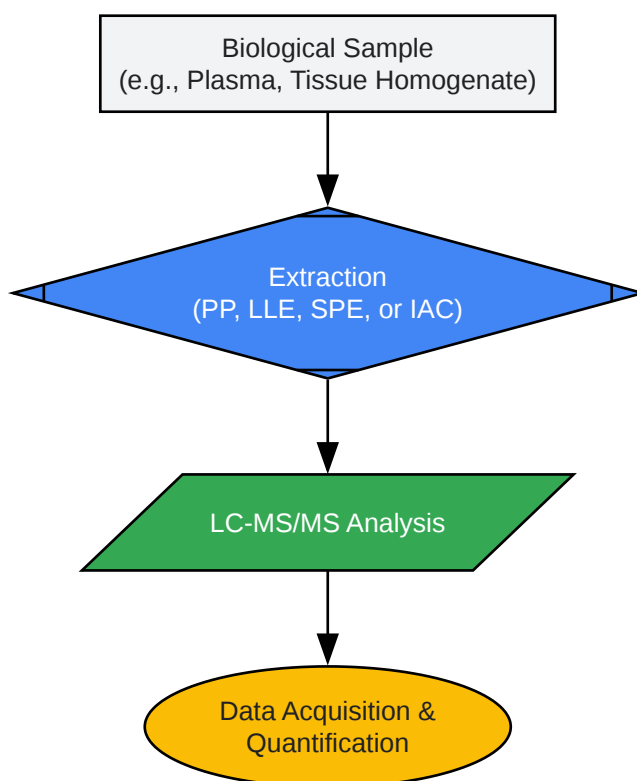 Biological Sample
(e.g., Plasma, Tissue Homogenate)
Extraction
(PP, LLE, SPE, or IAC)
LC-MS/MS Analysis
Data Acquisition &
Quantification